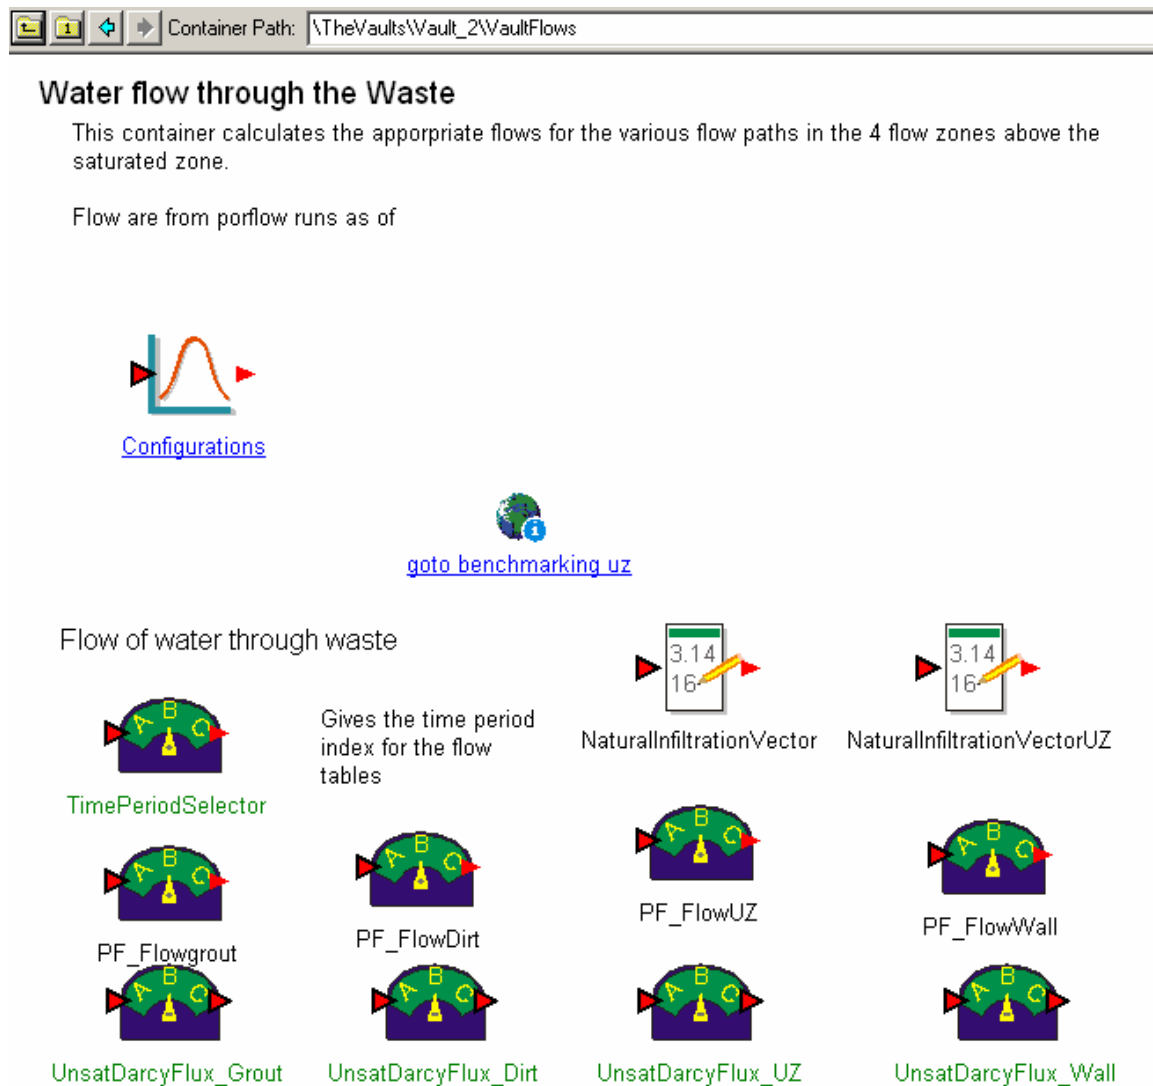 Container Path: \TheVaults\Vault_2\VaultFlows
Water flow through the Waste
This container calculates the apporpriate flows for the various flow paths in the 4 flow zones above the
saturated zone.
Flow are from porflow runs as of
Configurations
goto benchmarking uz
Flow of water through waste
3.14
16
3.14
16
NaturalInfiltrationVector
NaturalInfiltrationVectorUZ
A B C
Gives the time period
index for the flow
tables
TimePeriodSelector
A B C
A B C
A B C
A B C
PF_Flowgrout
PF_FlowDirt
PF_FlowUZ
PF_FlowWall
A B C
A B C
A B C
A B C
UnsatDarcyFlux_Grout
UnsatDarcyFlux_Dirt
UnsatDarcyFlux_UZ
UnsatDarcyFlux_Wall